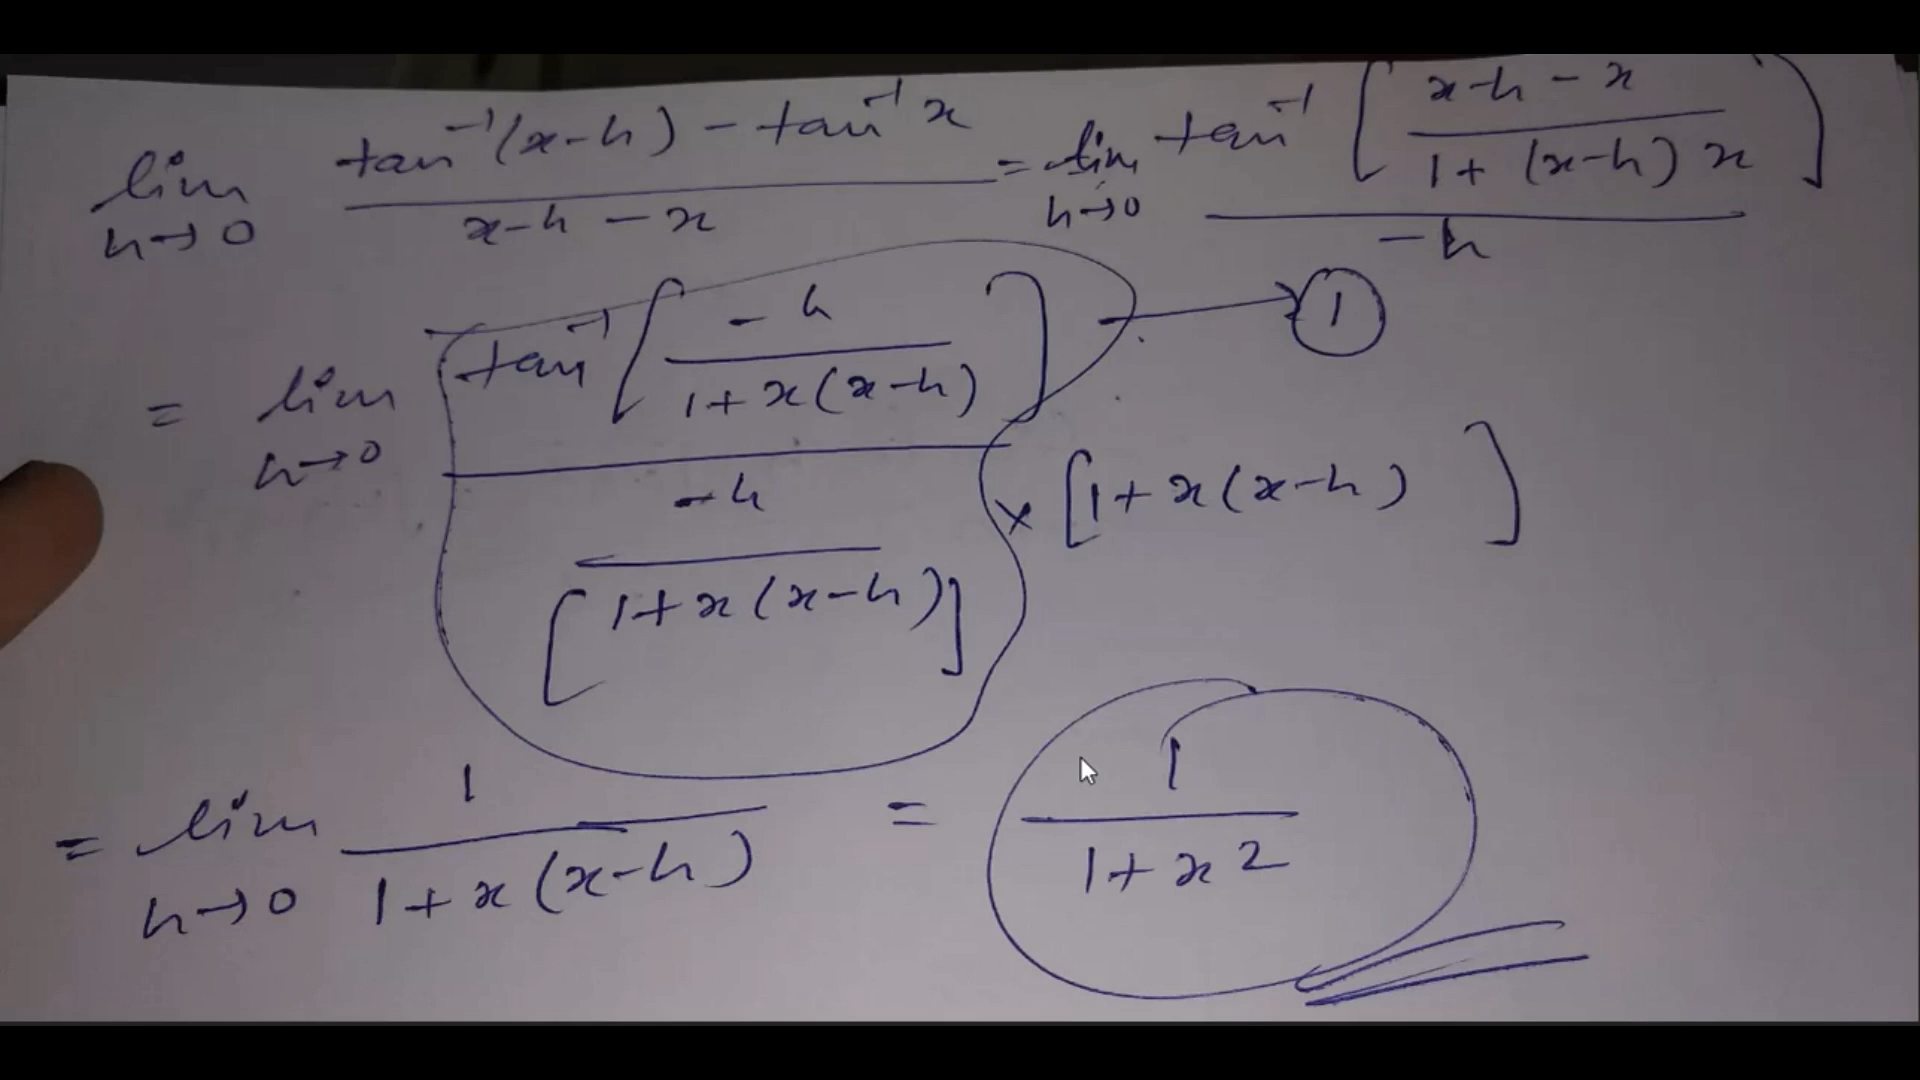 lim h→0 (tan⁻¹(x-h) - tan⁻¹x)/(x-h-x) = lim h→0 tan⁻¹[(x-h-x)/(1+(x-h)x)]/(-h)
= lim h→0 tan⁻¹[-h/(1+x(x-h))]/(-h/[1+x(x-h)]) × [1+x(x-h)] → 1
= lim h→0 1/(1+x(x-h)) = 1/(1+x2)